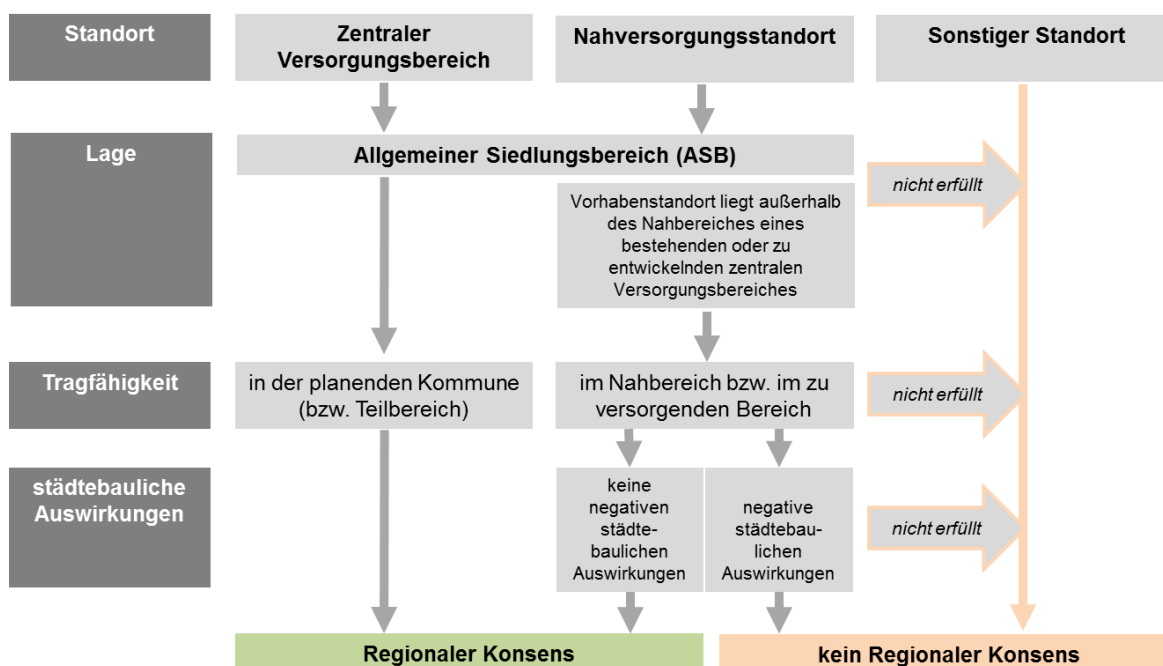 Standort
Zentraler
Versorgungsbereich
Nahversorgungsstandort
Sonstiger Standort
Lage
Allgemeiner Siedlungsbereich (ASB)
nicht erfüllt
Vorhabenstandort liegt außerhalb
des Nahbereiches eines
bestehenden oder zu
entwickelnden zentralen
Versorgungsbereiches
Tragfähigkeit
in der planenden Kommune
(bzw. Teilbereich)
im Nahbereich bzw. im zu
versorgenden Bereich
nicht erfüllt
städtebauliche
Auswirkungen
keine
negativen
städte-
baulichen
Auswirkungen
negative
städtebau-
lichen
Auswirkungen
nicht erfüllt
Regionaler Konsens
kein Regionaler Konsens